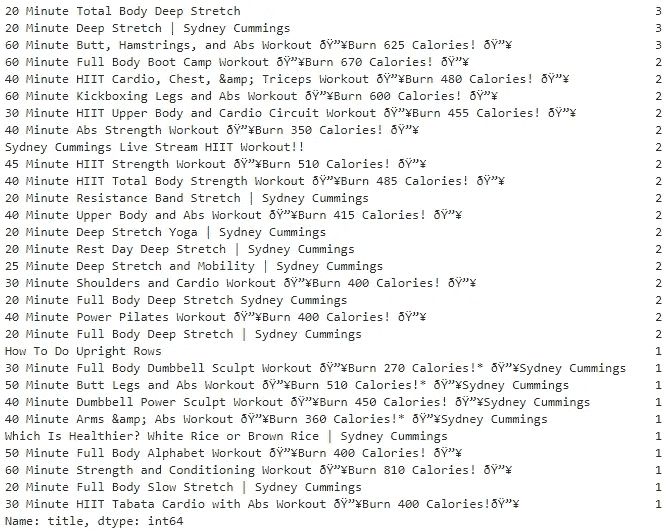 20 Minute Total Body Deep Stretch 3
20 Minute Deep Stretch | Sydney Cummings 3
60 Minute Butt, Hamstrings, and Abs Workout ðŸ”¥Burn 625 Calories! ðŸ”¥ 3
60 Minute Full Body Boot Camp Workout ðŸ”¥Burn 670 Calories! ðŸ”¥ 2
40 Minute HIIT Cardio, Chest, &amp; Triceps Workout ðŸ”¥Burn 480 Calories! ðŸ”¥ 2
60 Minute Kickboxing Legs and Abs Workout ðŸ”¥Burn 600 Calories! ðŸ”¥ 2
30 Minute HIIT Upper Body and Cardio Circuit Workout ðŸ”¥Burn 455 Calories! ðŸ”¥ 2
40 Minute Abs Strength Workout ðŸ”¥Burn 350 Calories! ðŸ”¥ 2
Sydney Cummings Live Stream HIIT Workout!! 2
45 Minute HIIT Strength Workout ðŸ”¥Burn 510 Calories! ðŸ”¥ 2
40 Minute HIIT Total Body Strength Workout ðŸ”¥Burn 485 Calories! ðŸ”¥ 2
20 Minute Resistance Band Stretch | Sydney Cummings 2
40 Minute Upper Body and Abs Workout ðŸ”¥Burn 415 Calories! ðŸ”¥ 2
20 Minute Deep Stretch Yoga | Sydney Cummings 2
20 Minute Rest Day Deep Stretch | Sydney Cummings 2
25 Minute Deep Stretch and Mobility | Sydney Cummings 2
30 Minute Shoulders and Cardio Workout ðŸ”¥Burn 400 Calories! ðŸ”¥ 2
20 Minute Full Body Deep Stretch Sydney Cummings 2
40 Minute Power Pilates Workout ðŸ”¥Burn 400 Calories! ðŸ”¥ 2
20 Minute Full Body Deep Stretch | Sydney Cummings 2
How To Do Upright Rows 1
30 Minute Full Body Dumbbell Sculpt Workout ðŸ”¥Burn 270 Calories!* ðŸ”¥Sydney Cummings 1
50 Minute Butt Legs and Abs Workout ðŸ”¥Burn 510 Calories!* ðŸ”¥Sydney Cummings 1
40 Minute Dumbbell Power Sculpt Workout ðŸ”¥Burn 450 Calories! ðŸ”¥Sydney Cummings 1
40 Minute Arms &amp; Abs Workout ðŸ”¥Burn 360 Calories!* ðŸ”¥Sydney Cummings 1
Which Is Healthier? White Rice or Brown Rice | Sydney Cummings 1
50 Minute Full Body Alphabet Workout ðŸ”¥Burn 400 Calories! ðŸ”¥ 1
60 Minute Strength and Conditioning Workout ðŸ”¥Burn 810 Calories! ðŸ”¥ 1
20 Minute Full Body Slow Stretch | Sydney Cummings 1
30 Minute HIIT Tabata Cardio with Abs Workout ðŸ”¥Burn 400 Calories!ðŸ”¥ 1
Name: title, dtype: int64